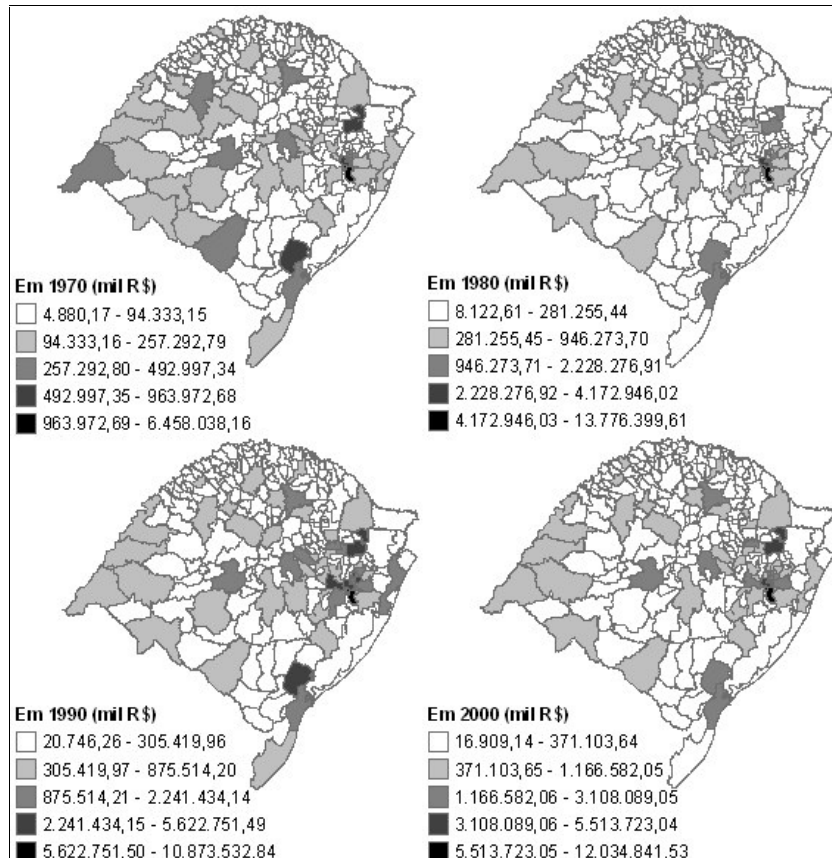 Em 1970 (mil R$)
4.880,17 - 94.333,15
94.333,16 - 257.292,79
257.292,80 - 492.997,34
492.997,35 - 963.972,68
963.972,69 - 6.458.038,16
Em 1980 (mil R$)
8.122,61 - 281.255,44
281.255,45 - 946.273,70
946.273,71 - 2.228.276,91
2.228.276,92 - 4.172.946,02
4.172.946,03 - 13.776.399,61
Em 1990 (mil R$)
20.746,26 - 305.419,96
305.419,97 - 875.514,20
875.514,21 - 2.241.434,14
2.241.434,15 - 5.622.751,49
5.622.751,50 - 10.873.532,84
Em 2000 (mil R$)
16.909,14 - 371.103,64
371.103,65 - 1.166.582,05
1.166.582,06 - 3.108.089,05
3.108.089,06 - 5.513.723,04
5.513.723,05 - 12.034.841,53